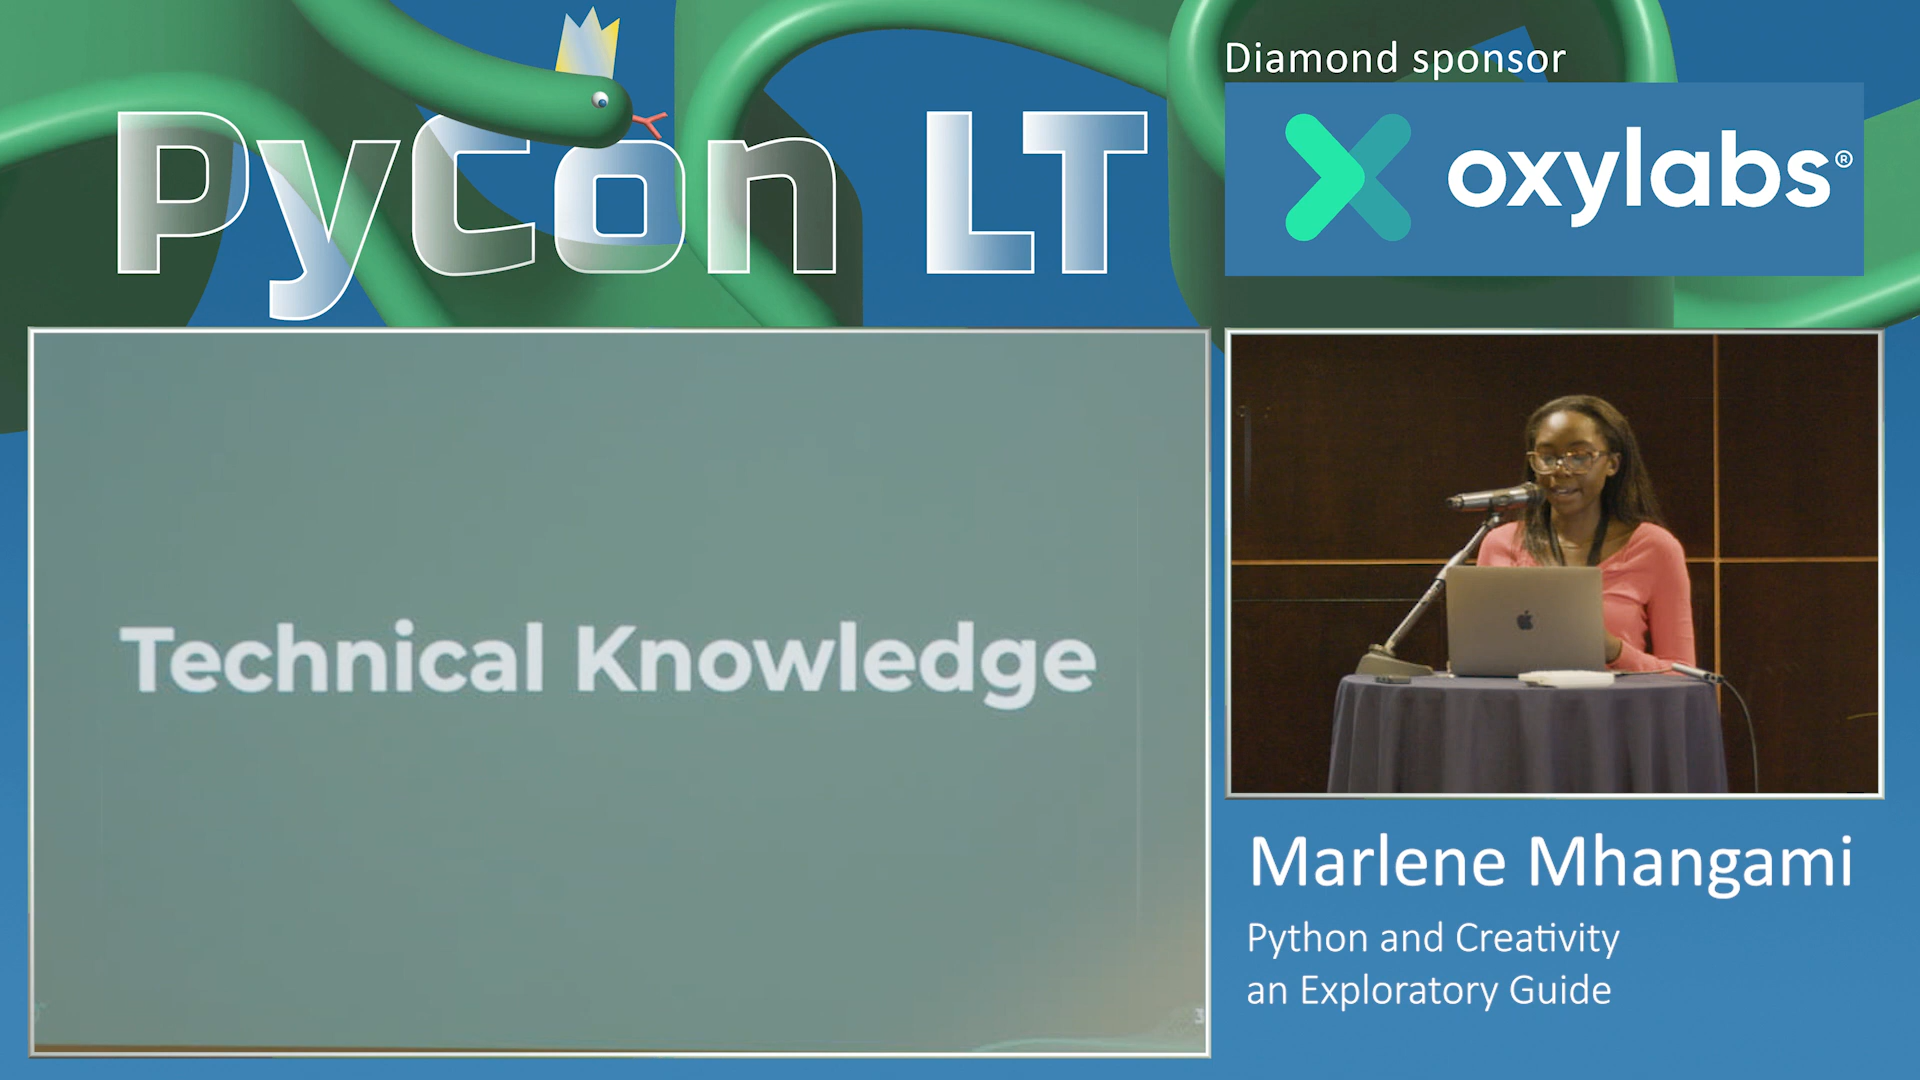 PyCon LT
Diamond sponsor
oxylabs®
Technical Knowledge
Marlene Mhangami
Python and Creativity
an Exploratory Guide